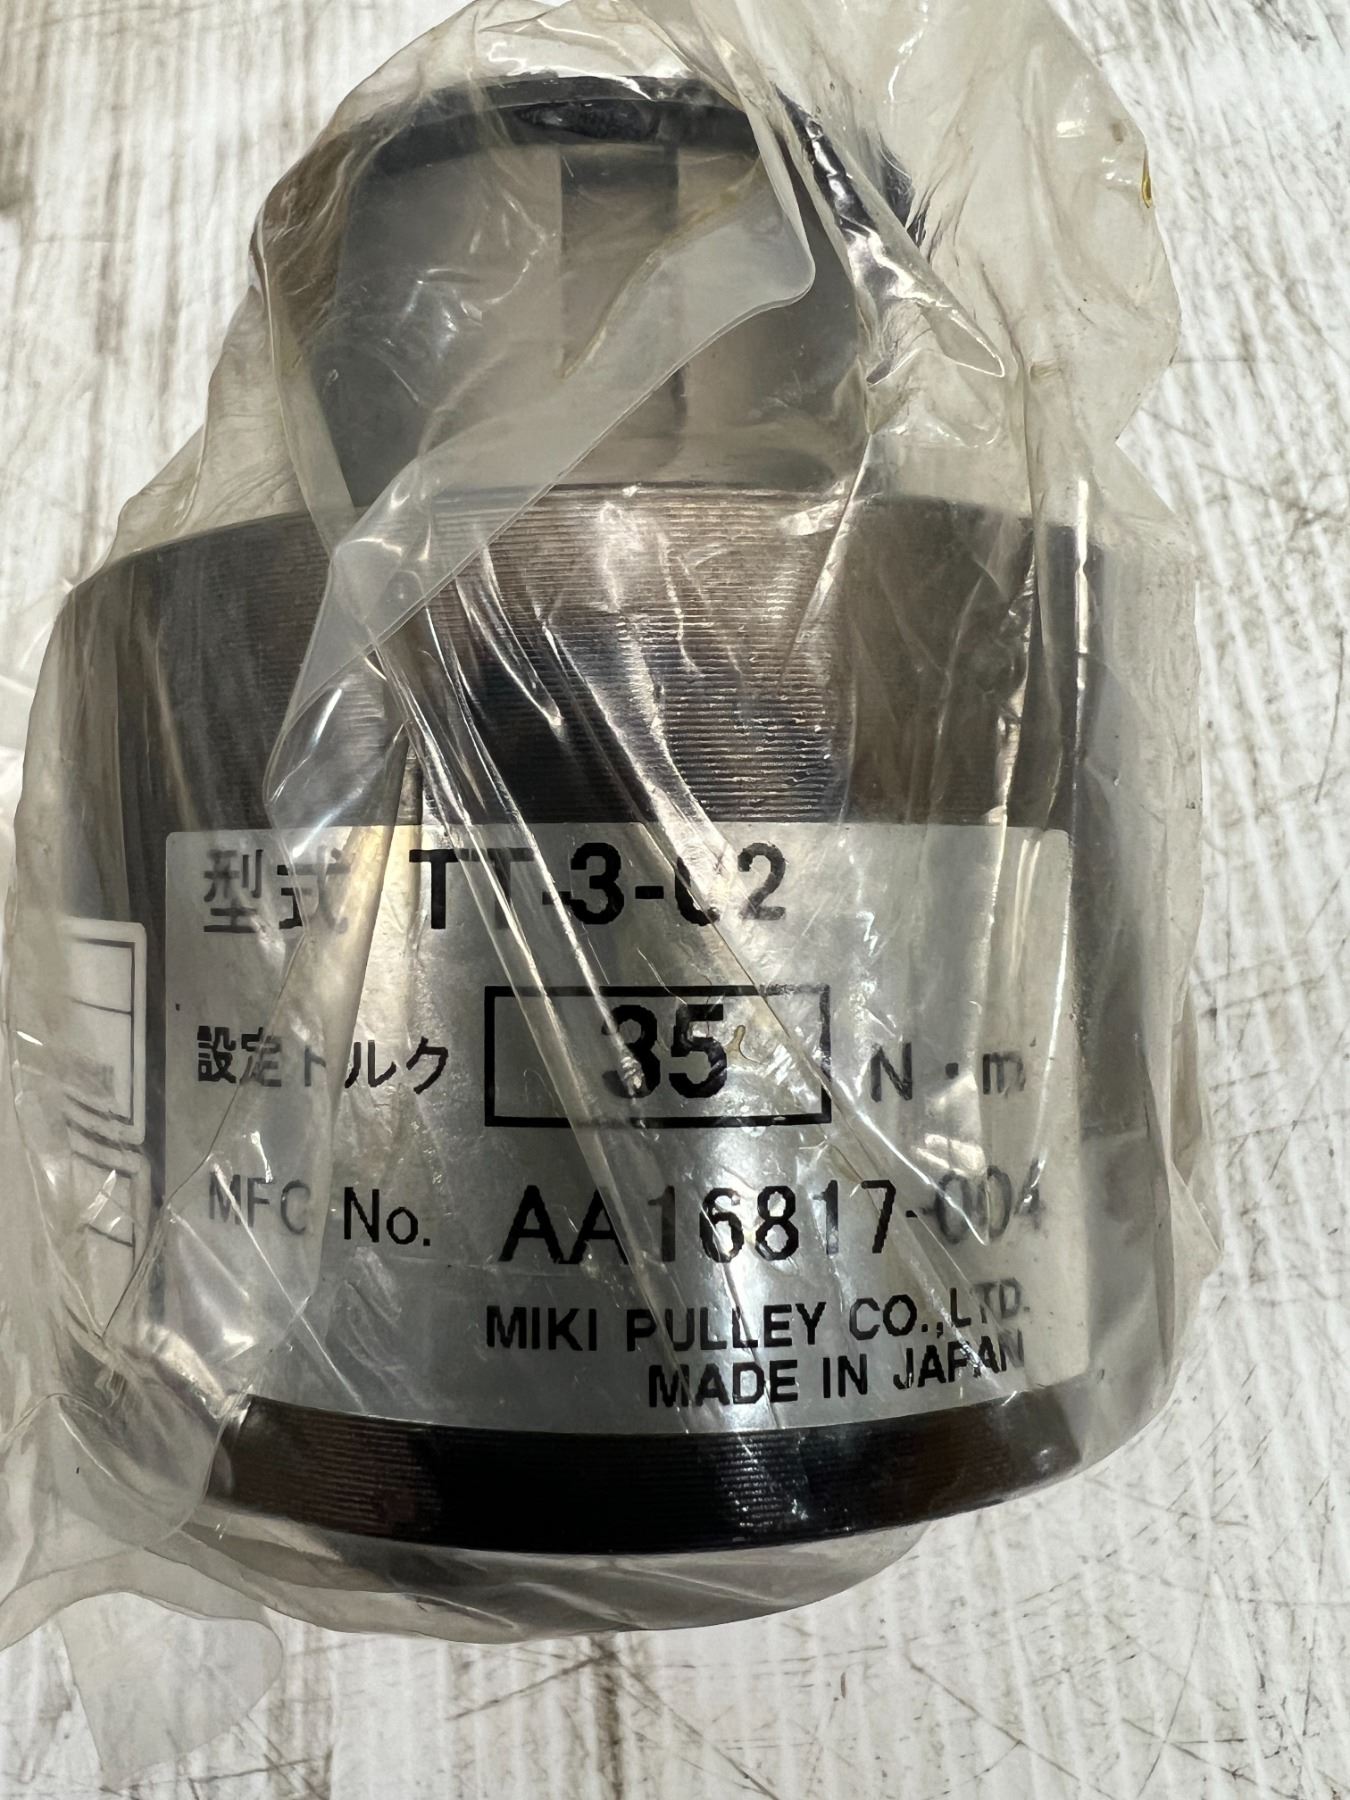 型式 TT-3-02
設定トルク 35 N・m
MFG No. AA16817-004
MIKI PULLEY CO.,LTD.
MADE IN JAPAN